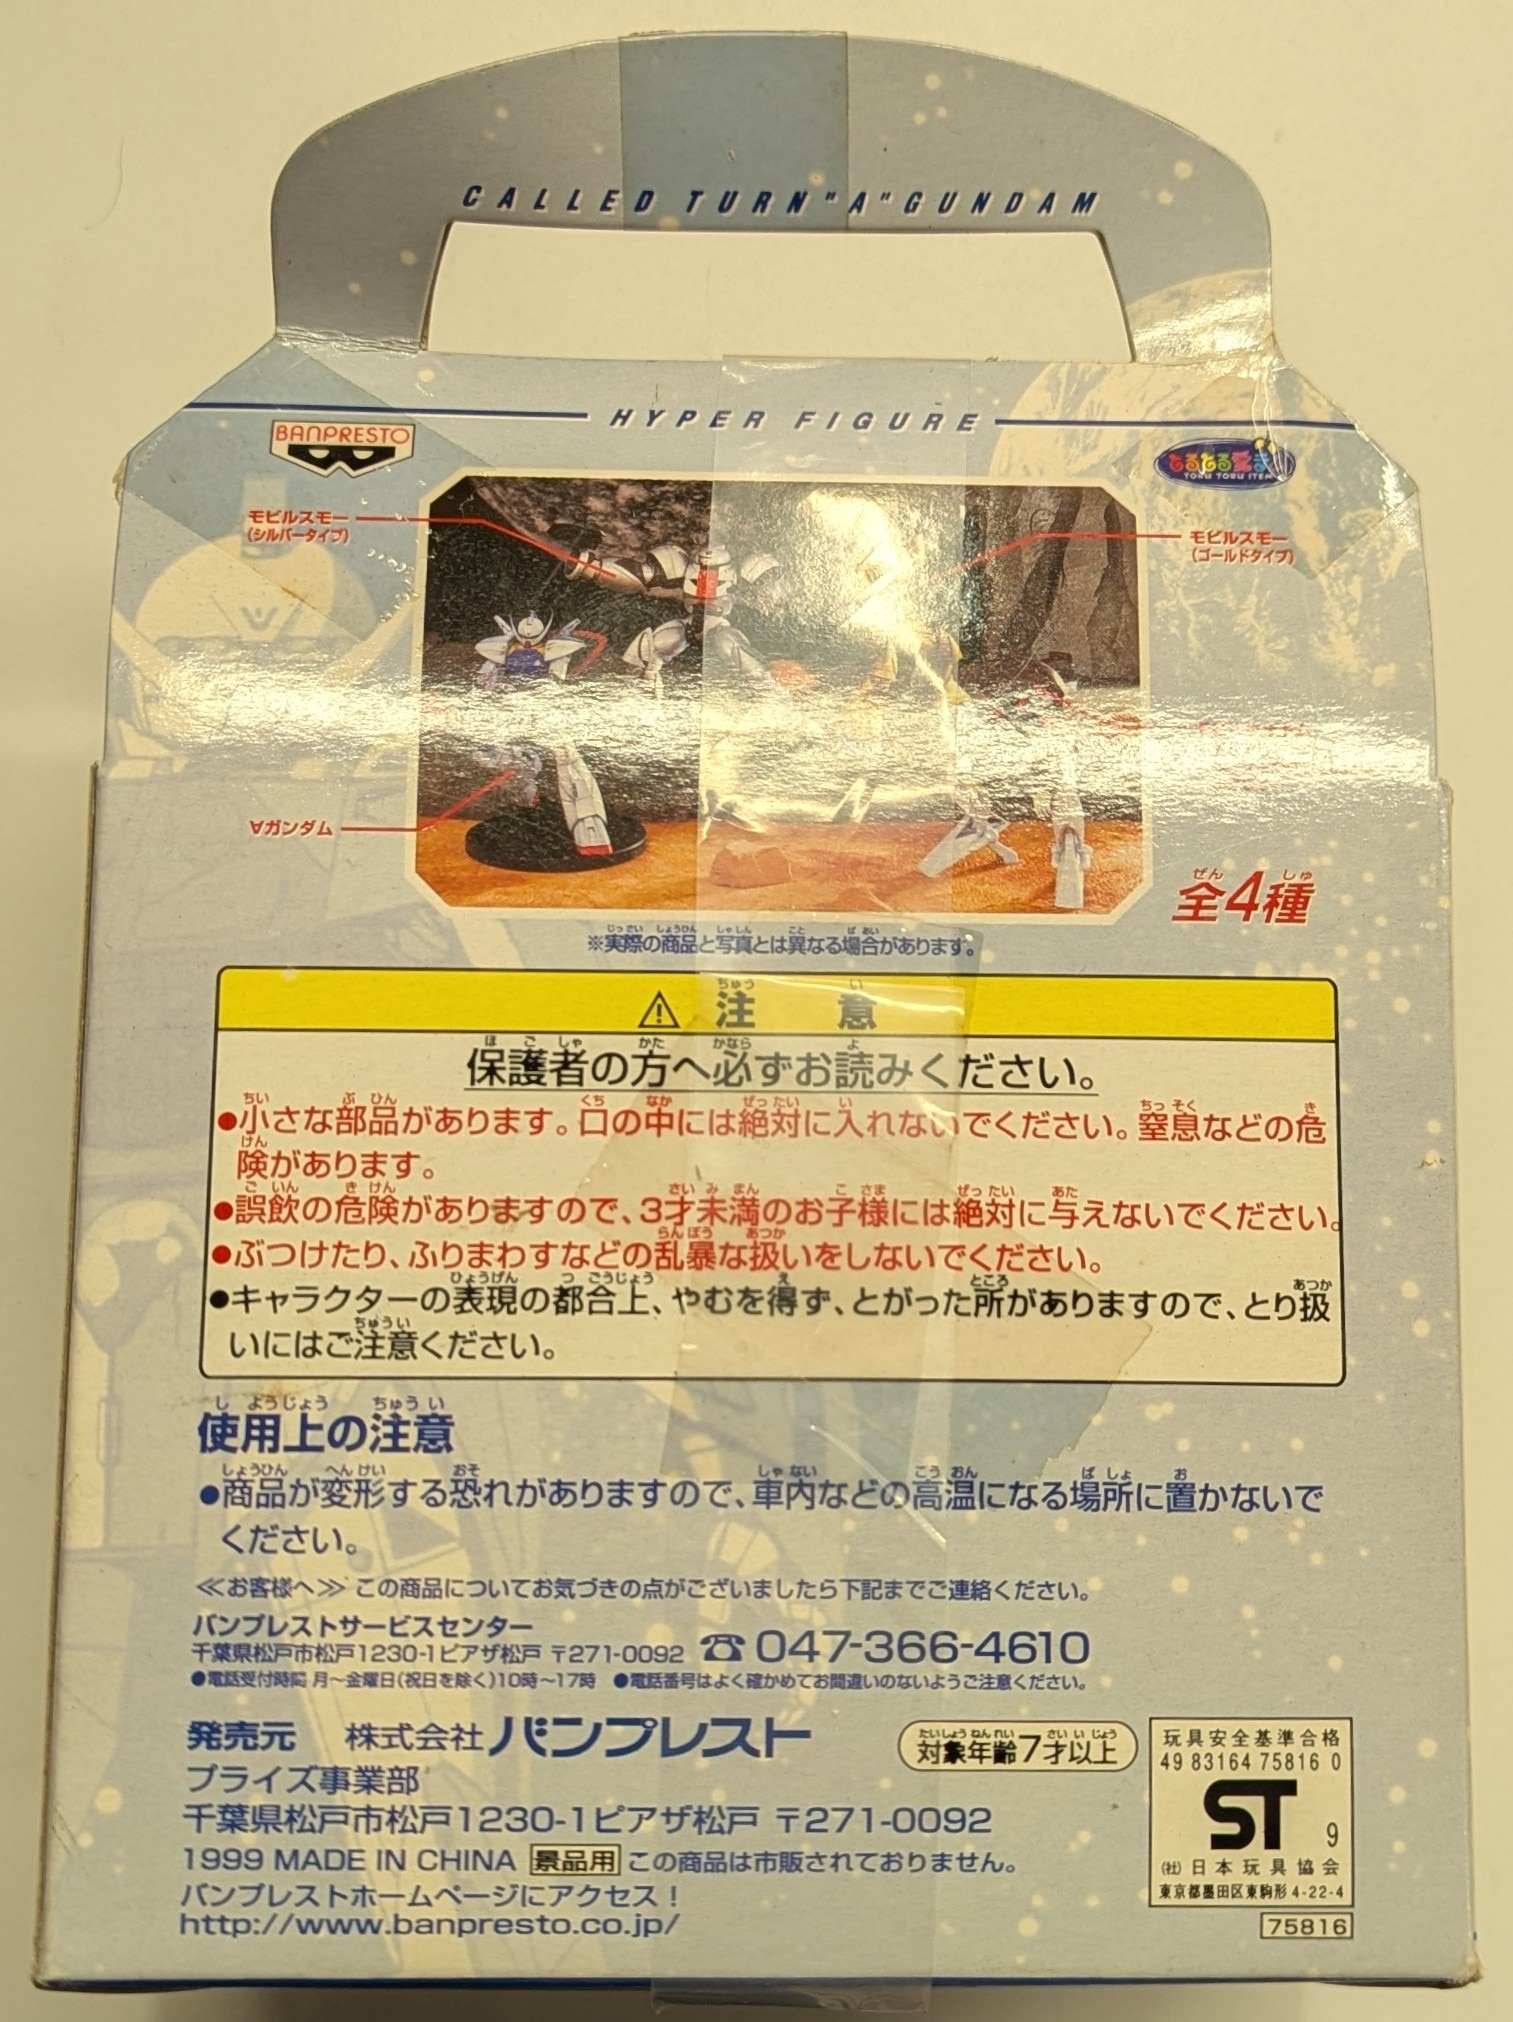 CALLED TURN "A" GUNDAM
HYPER FIGURE
BANPRESTO
とるとる愛ま
TORU TORU ITEM
モビルスモー
(シルバータイプ)
モビルスモー
(ゴールドタイプ)
∀ガンダム
全4種
※実際の商品と写真とは異なる場合があります。
⚠注意
保護者の方へ必ずお読みください。
●小さな部品があります。口の中には絶対に入れないでください。窒息などの危
険があります。
●誤飲の危険がありますので、3才未満のお子様には絶対に与えないでください。
●ぶつけたり、ふりまわすなどの乱暴な扱いをしないでください。
●キャラクターの表現の都合上、やむを得ず、とがった所がありますので、とり扱
いにはご注意ください。
使用上の注意
●商品が変形する恐れがありますので、車内などの高温になる場所に置かないで
ください。
≪お客様へ≫ この商品についてお気づきの点がございましたら下記までご連絡ください。
バンプレストサービスセンター
千葉県松戸市松戸1230-1ピアザ松戸 〒271-0092 ☎047-366-4610
●電話受付時間 月〜金曜日(祝日を除く)10時〜17時 ●電話番号はよく確かめてお間違いのないようご注意ください。
発売元 株式会社バンプレスト
プライズ事業部
千葉県松戸市松戸1230-1ピアザ松戸 〒271-0092
1999 MADE IN CHINA 景品用 この商品は市販されておりません。
バンプレストホームページにアクセス!
http://www.banpresto.co.jp/
対象年齢7才以上
玩具安全基準合格
49 83164 75816 0
ST 9
(社)日本玩具協会
東京都墨田区東駒形4-22-4
75816